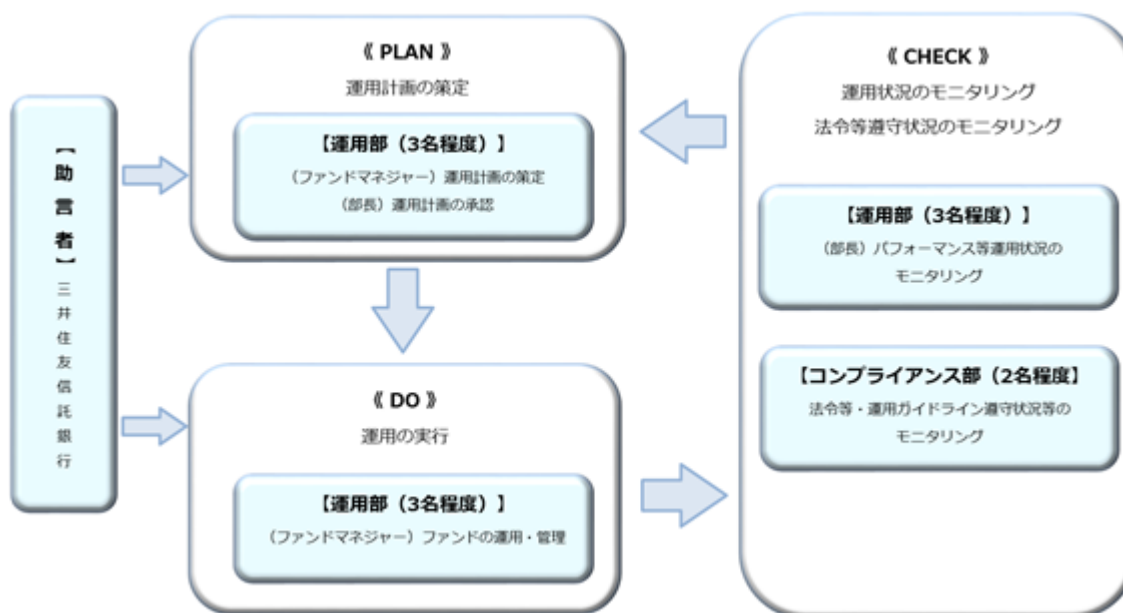 【助言者】三井住友信託銀行
《 PLAN 》
運用計画の策定
【運用部（3名程度）】
（ファンドマネジャー）運用計画の策定
（部長）運用計画の承認
《 DO 》
運用の実行
【運用部（3名程度）】
（ファンドマネジャー）ファンドの運用・管理
《 CHECK 》
運用状況のモニタリング
法令等遵守状況のモニタリング
【運用部（3名程度）】
（部長）パフォーマンス等運用状況の
モニタリング
【コンプライアンス部（2名程度】
法令等・運用ガイドライン遵守状況等の
モニタリング